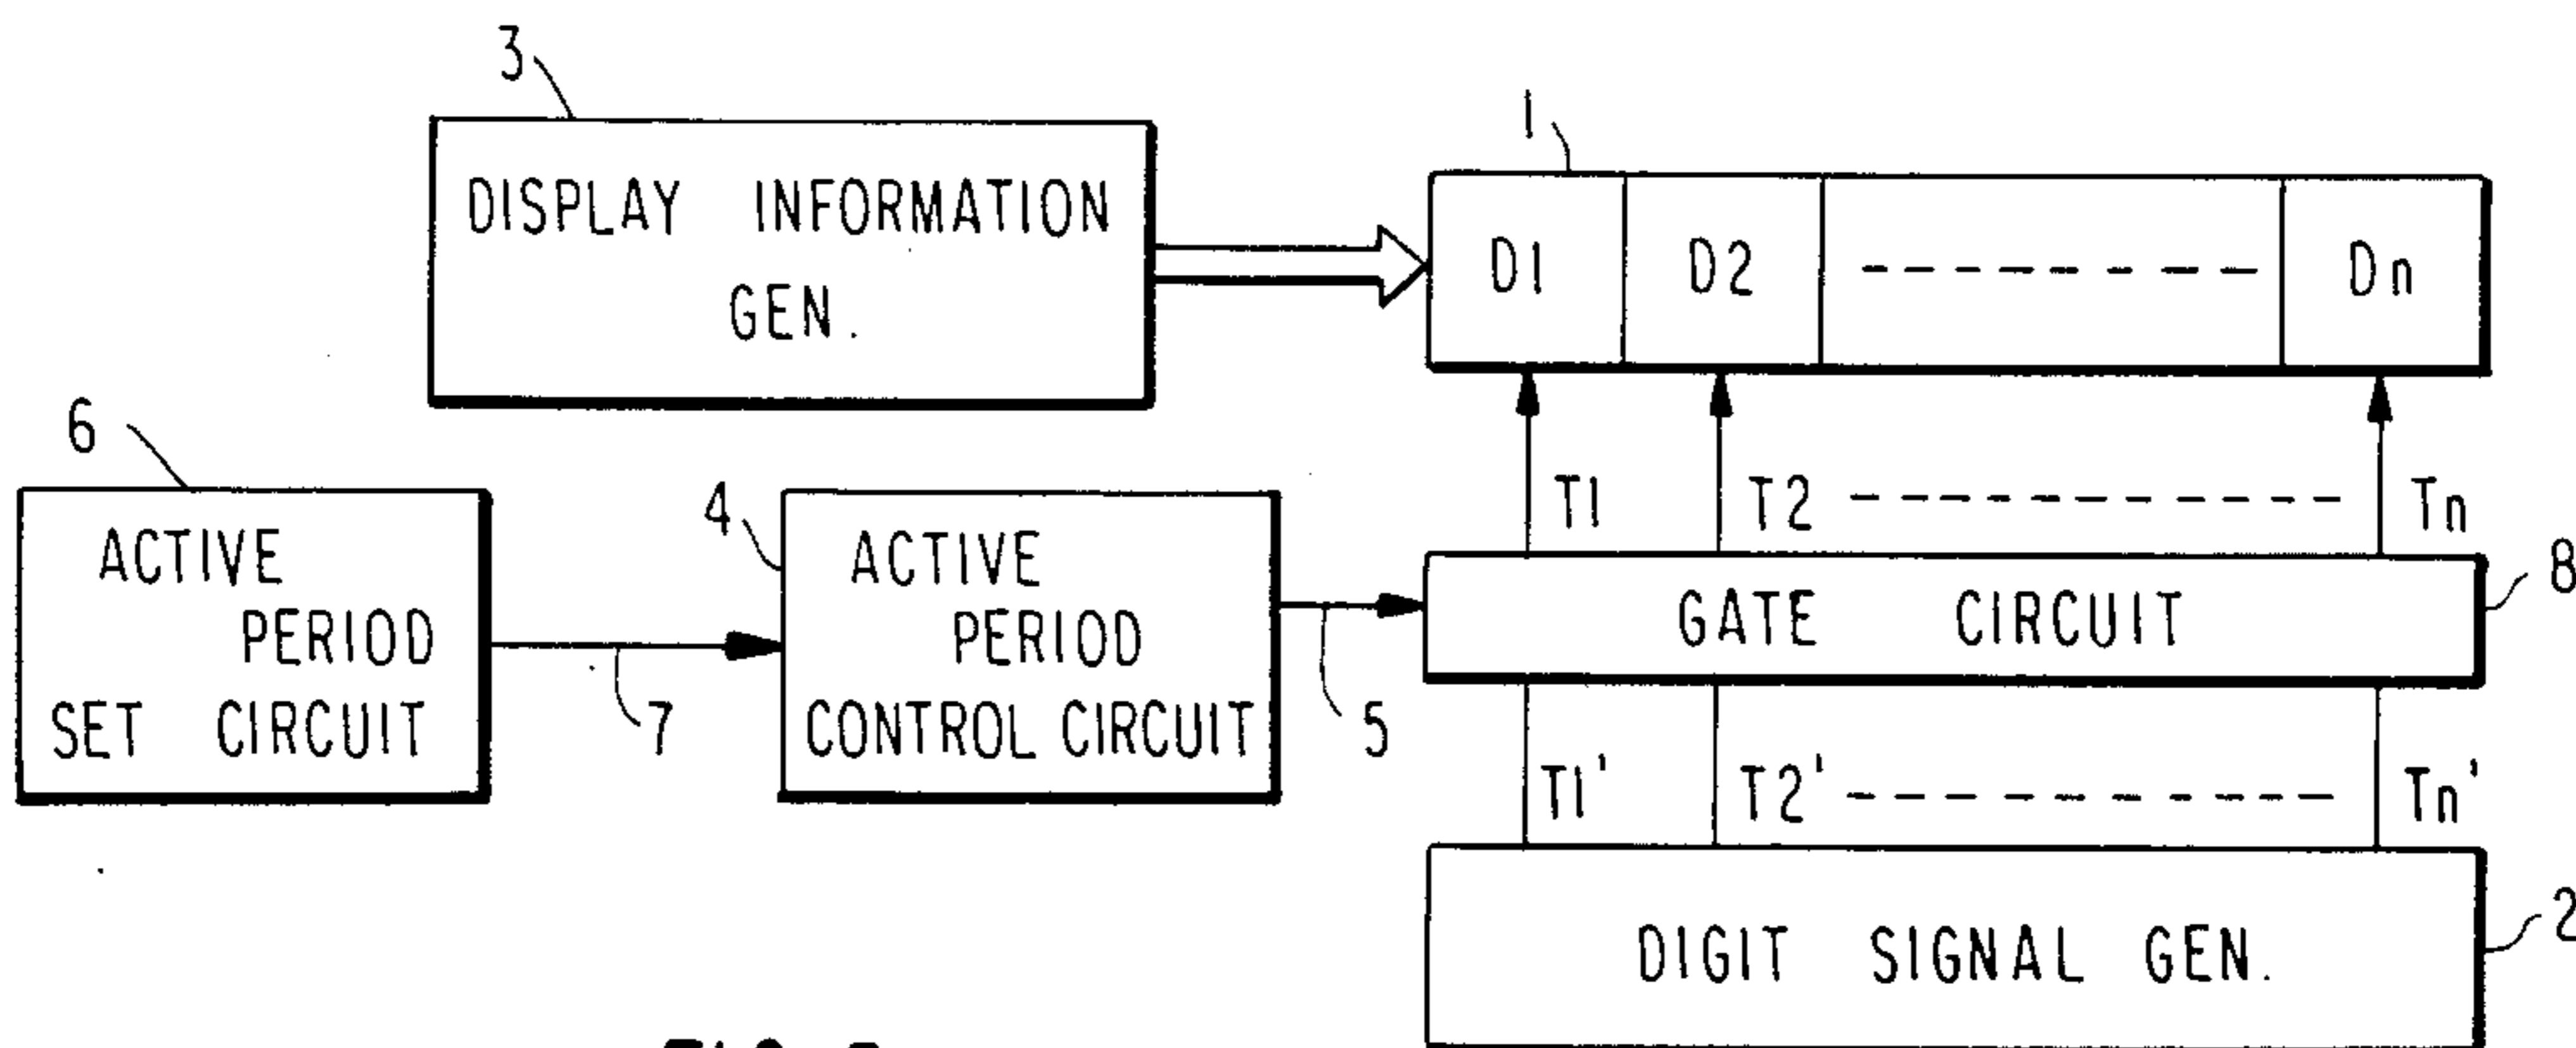 3
DISPLAY INFORMATION
GEN.
1
D1 D2 Dn
6
ACTIVE
PERIOD
SET CIRCUIT
7
4
ACTIVE
PERIOD
CONTROL CIRCUIT
5
T1 T2 Tn
GATE CIRCUIT
8
T1' T2' Tn'
DIGIT SIGNAL GEN.
2